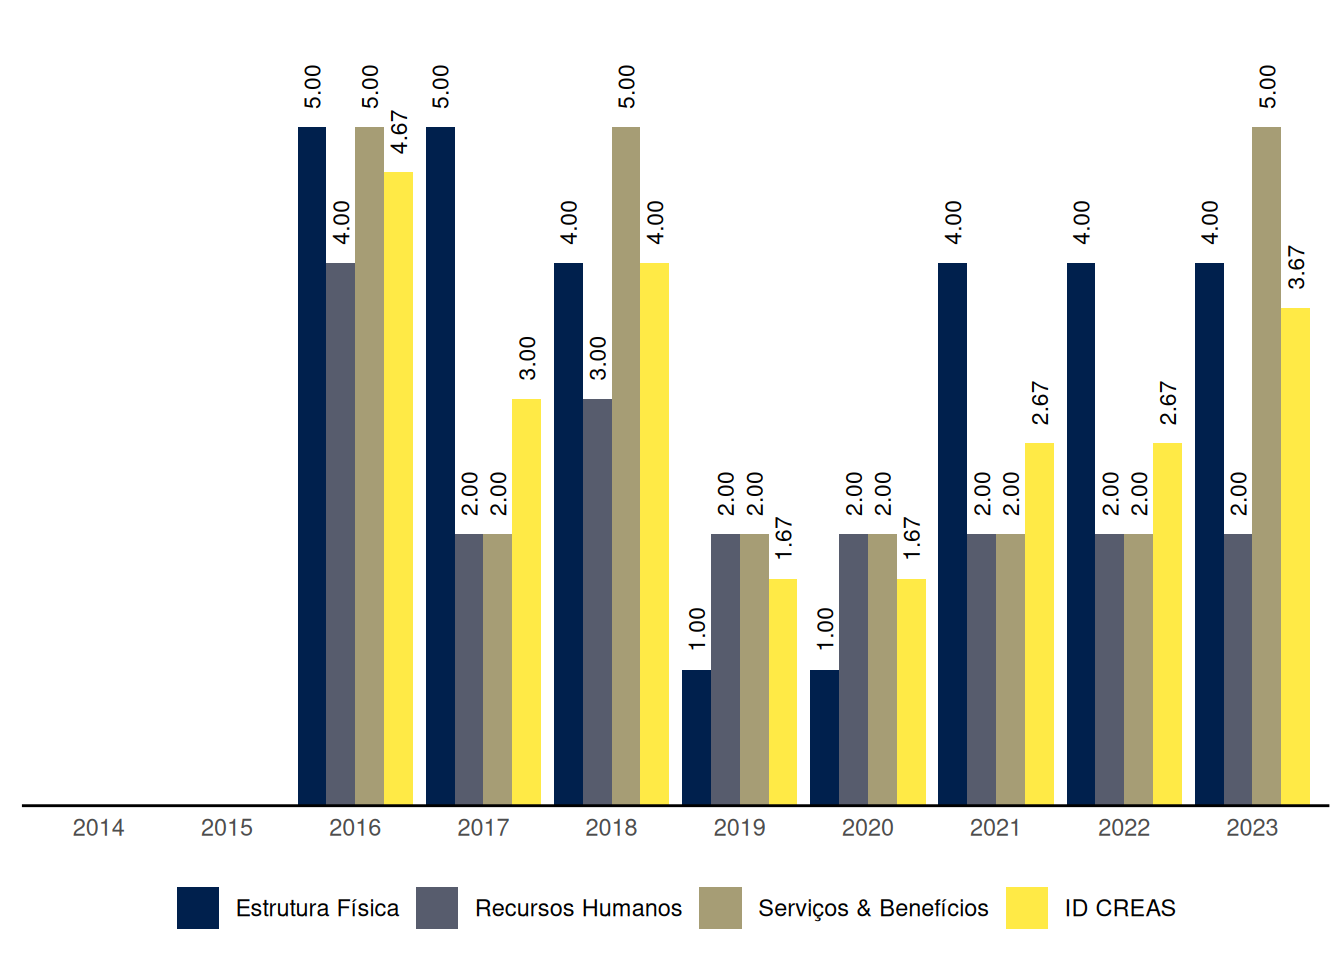 5.00 5.00 5.00 5.00 5.00
4.67
4.00 4.00 4.00 4.00 4.00 4.00
3.67
3.00 3.00
2.67 2.67
2.00 2.00 2.00 2.00 2.00 2.00 2.00 2.00 2.00 2.00 2.00
1.67 1.67
1.00 1.00
2014 2015 2016 2017 2018 2019 2020 2021 2022 2023
Estrutura Física Recursos Humanos Serviços & Benefícios ID CREAS